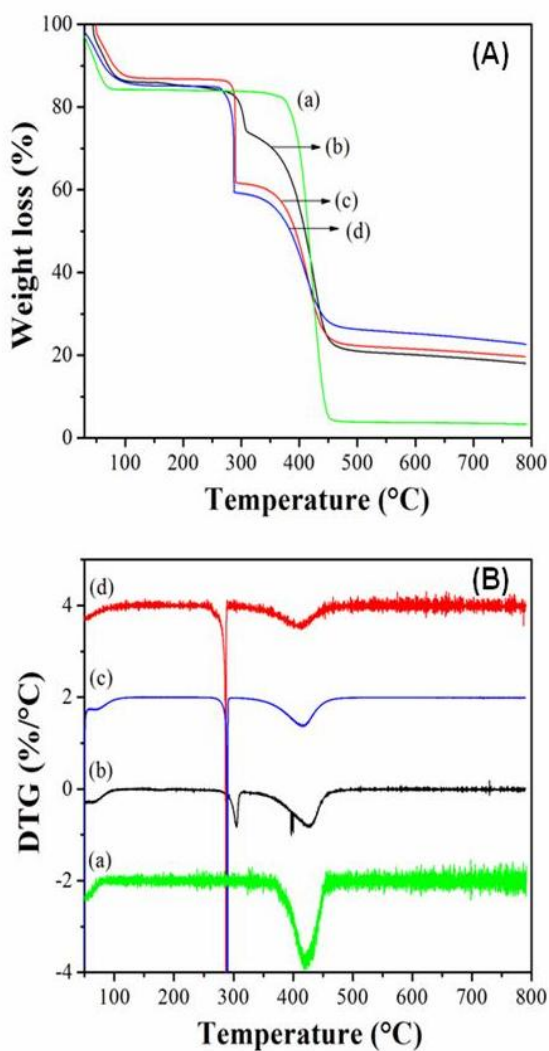 (A)
100
80
60
40
20
0
Weight loss (%)
(a)
(b)
(c)
(d)
100 200 300 400 500 600 700 800
Temperature (°C)
(B)
4
2
0
-2
-4
DTG (%/°C)
(d)
(c)
(b)
(a)
100 200 300 400 500 600 700 800
Temperature (°C)